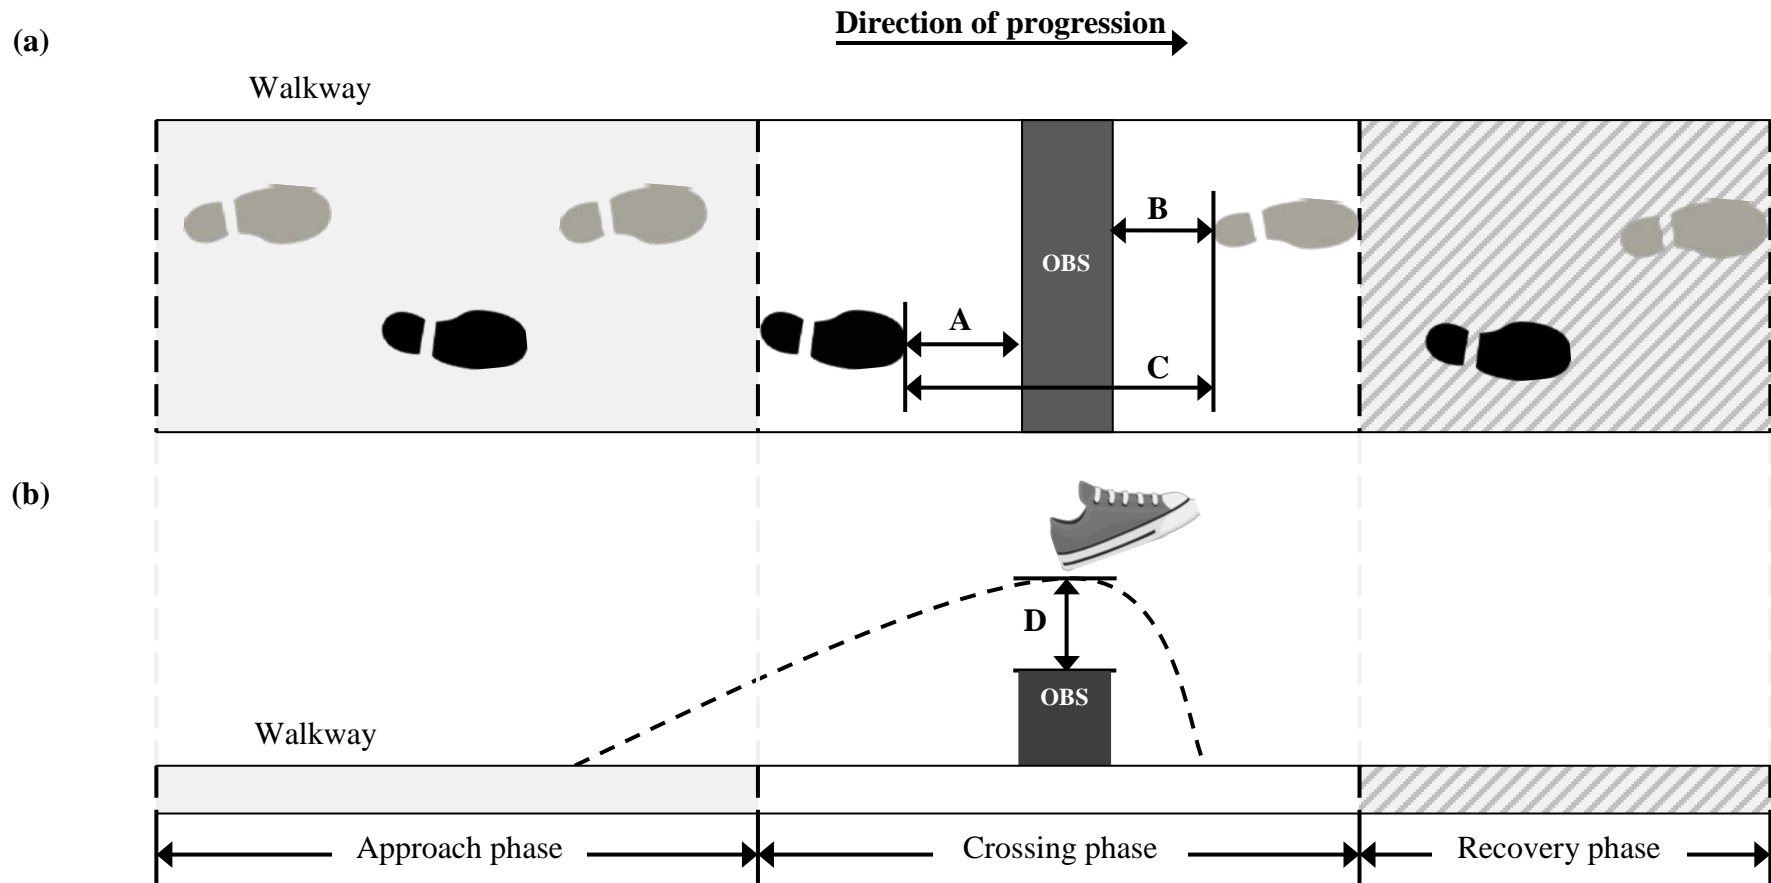 Direction of progression
(a)
Walkway
B
OBS
A
C
(b)
D
OBS
Walkway
Approach phase
Crossing phase
Recovery phase